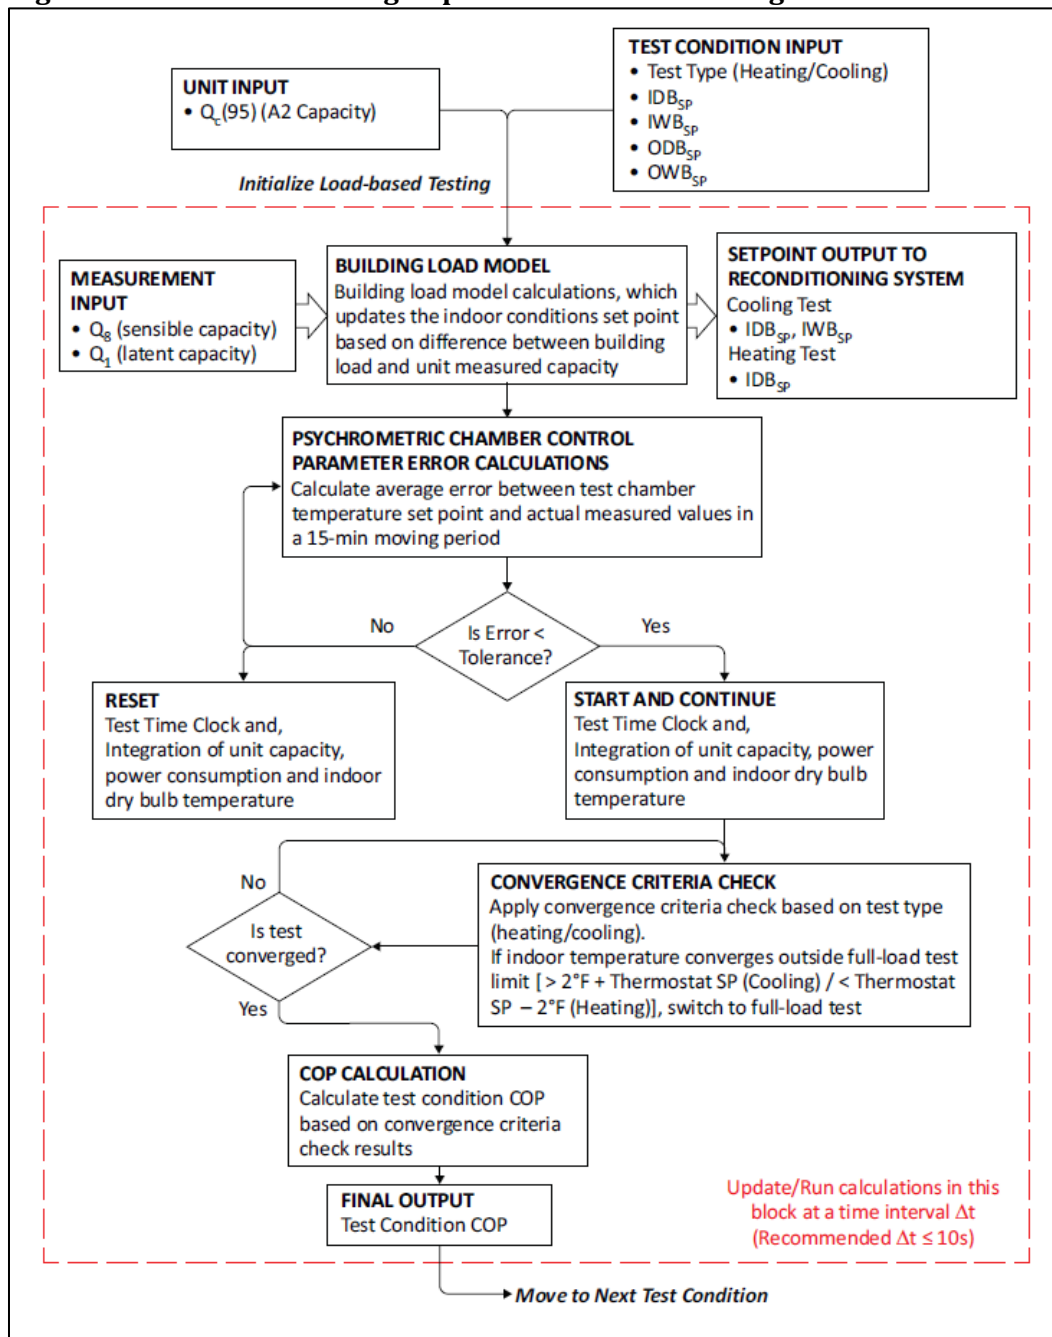 UNIT INPUT
• Qc(95) (A2 Capacity)
TEST CONDITION INPUT
• Test Type (Heating/Cooling)
• IDBSP
• IWBSP
• ODBSP
• OWBSP
Initialize Load-based Testing
MEASUREMENT
INPUT
• Q8 (sensible capacity)
• Q1 (latent capacity)
BUILDING LOAD MODEL
Building load model calculations, which
updates the indoor conditions set point
based on difference between building
load and unit measured capacity
SETPOINT OUTPUT TO
RECONDITIONING SYSTEM
Cooling Test
• IDBSP, IWBSP
Heating Test
• IDBSP
PSYCHROMETRIC CHAMBER CONTROL
PARAMETER ERROR CALCULATIONS
Calculate average error between test chamber
temperature set point and actual measured values in
a 15-min moving period
No
Is Error <
Tolerance?
Yes
RESET
Test Time Clock and,
Integration of unit capacity,
power consumption and indoor
dry bulb temperature
START AND CONTINUE
Test Time Clock and,
Integration of unit capacity, power
consumption and indoor dry bulb
temperature
No
Is test
converged?
Yes
CONVERGENCE CRITERIA CHECK
Apply convergence criteria check based on test type
(heating/cooling).
If indoor temperature converges outside full-load test
limit [ > 2°F + Thermostat SP (Cooling) / < Thermostat
SP – 2°F (Heating)], switch to full-load test
COP CALCULATION
Calculate test condition COP
based on convergence criteria
check results
FINAL OUTPUT
Test Condition COP
Update/Run calculations in this
block at a time interval Δt
(Recommended Δt ≤ 10s)
Move to Next Test Condition